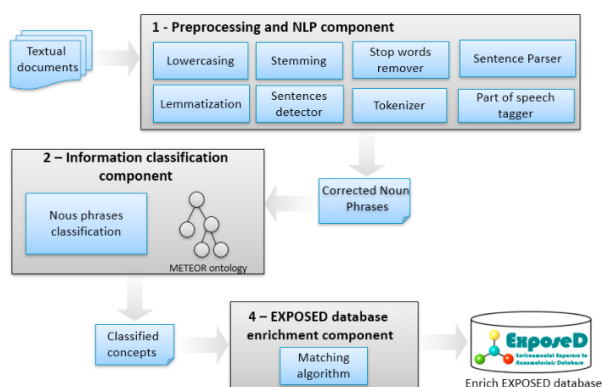 1 - Preprocessing and NLP component
Textual
documents
Lowercasing
Stemming
Stop words
remover
Sentence Parser
Lemmatization
Sentences
detector
Tokenizer
Part of speech
tagger
2 – Information classification
component
Nous phrases
classification
METEOR ontology
Corrected Noun
Phrases
Classified
concepts
4 – EXPOSED database
enrichment component
Matching
algorithm
ExposeD
Environmental Exposure to
Nanomaterials Database
Enrich EXPOSED database